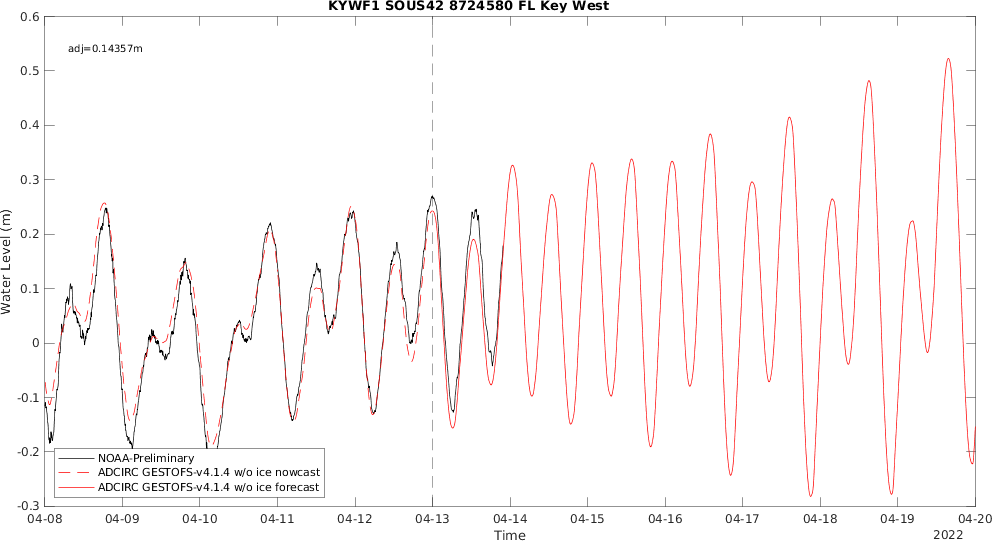 KYWF1 SOUS42 8724580 FL Key West
adj=0.14357m
0.6
0.5
0.4
0.3
0.2
0.1
0
-0.1
-0.2
-0.3
Water Level (m)
NOAA-Preliminary
ADCIRC GESTOFS-v4.1.4 w/o ice nowcast
ADCIRC GESTOFS-v4.1.4 w/o ice forecast
04-08 04-09 04-10 04-11 04-12 04-13 04-14 04-15 04-16 04-17 04-18 04-19 04-20
Time
2022